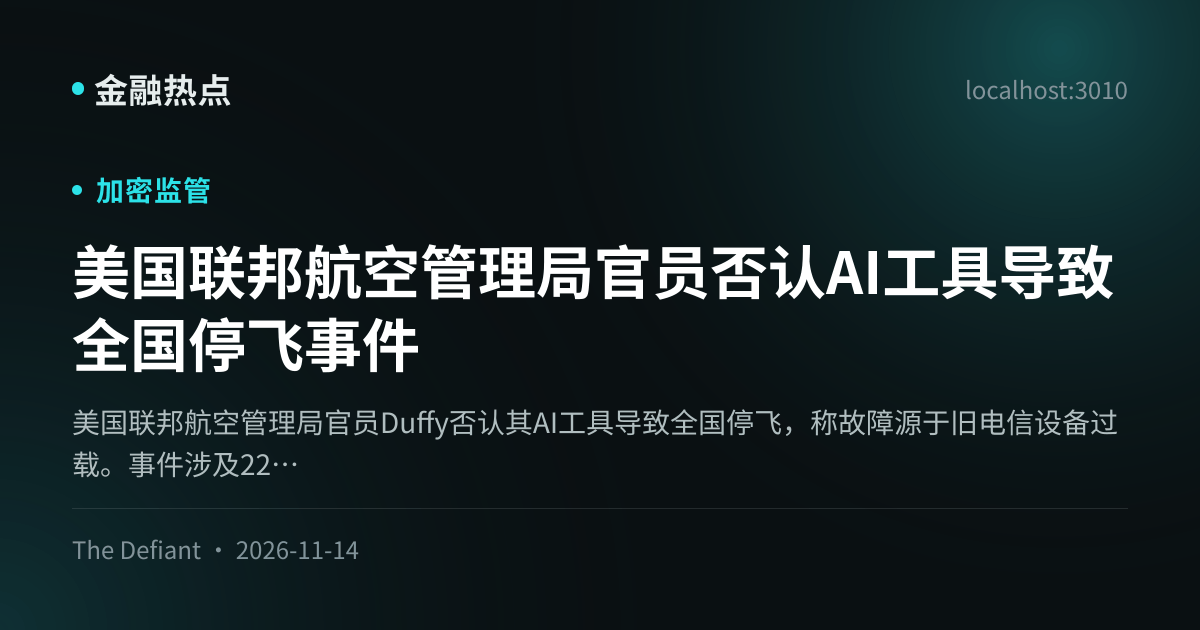 金融热点
localhost:3010
加密监管
美国联邦航空管理局官员否认AI工具导致
全国停飞事件
美国联邦航空管理局官员Duffy否认其AI工具导致全国停飞，称故障源于旧电信设备过
载。事件涉及22…
The Defiant · 2026-11-14